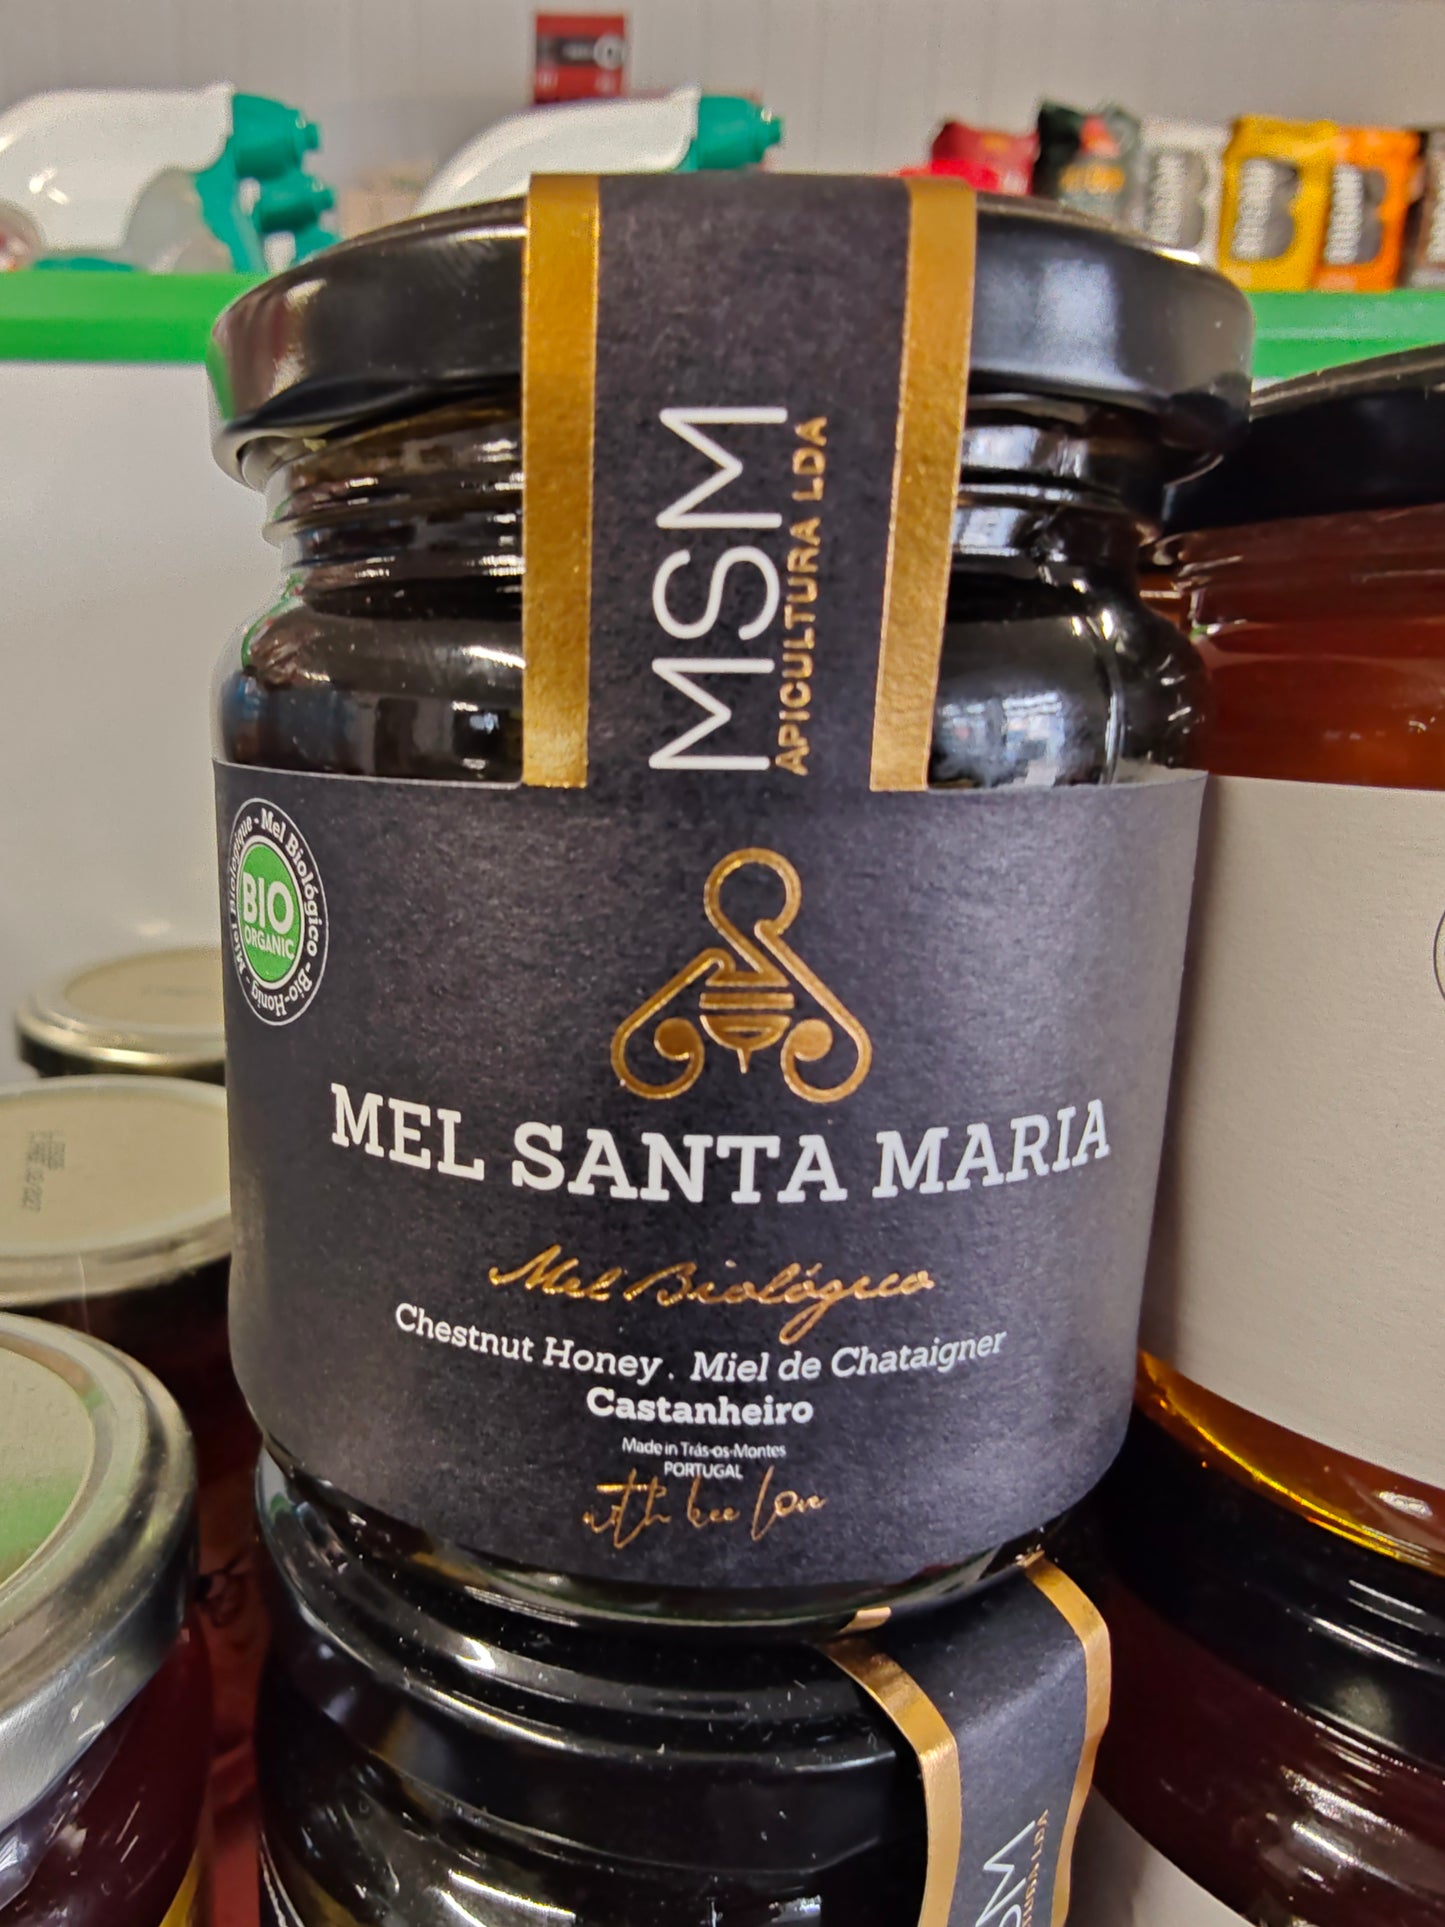 MSM
APICULTURA LDA
Mel Biológico - Bio-Honig - Miel Biologique -
BIO
ORGANIC
MEL SANTA MARIA
Mel Biológico
Chestnut Honey . Miel de Chataigner
Castanheiro
Made in Trás-os-Montes
PORTUGAL
with bee love